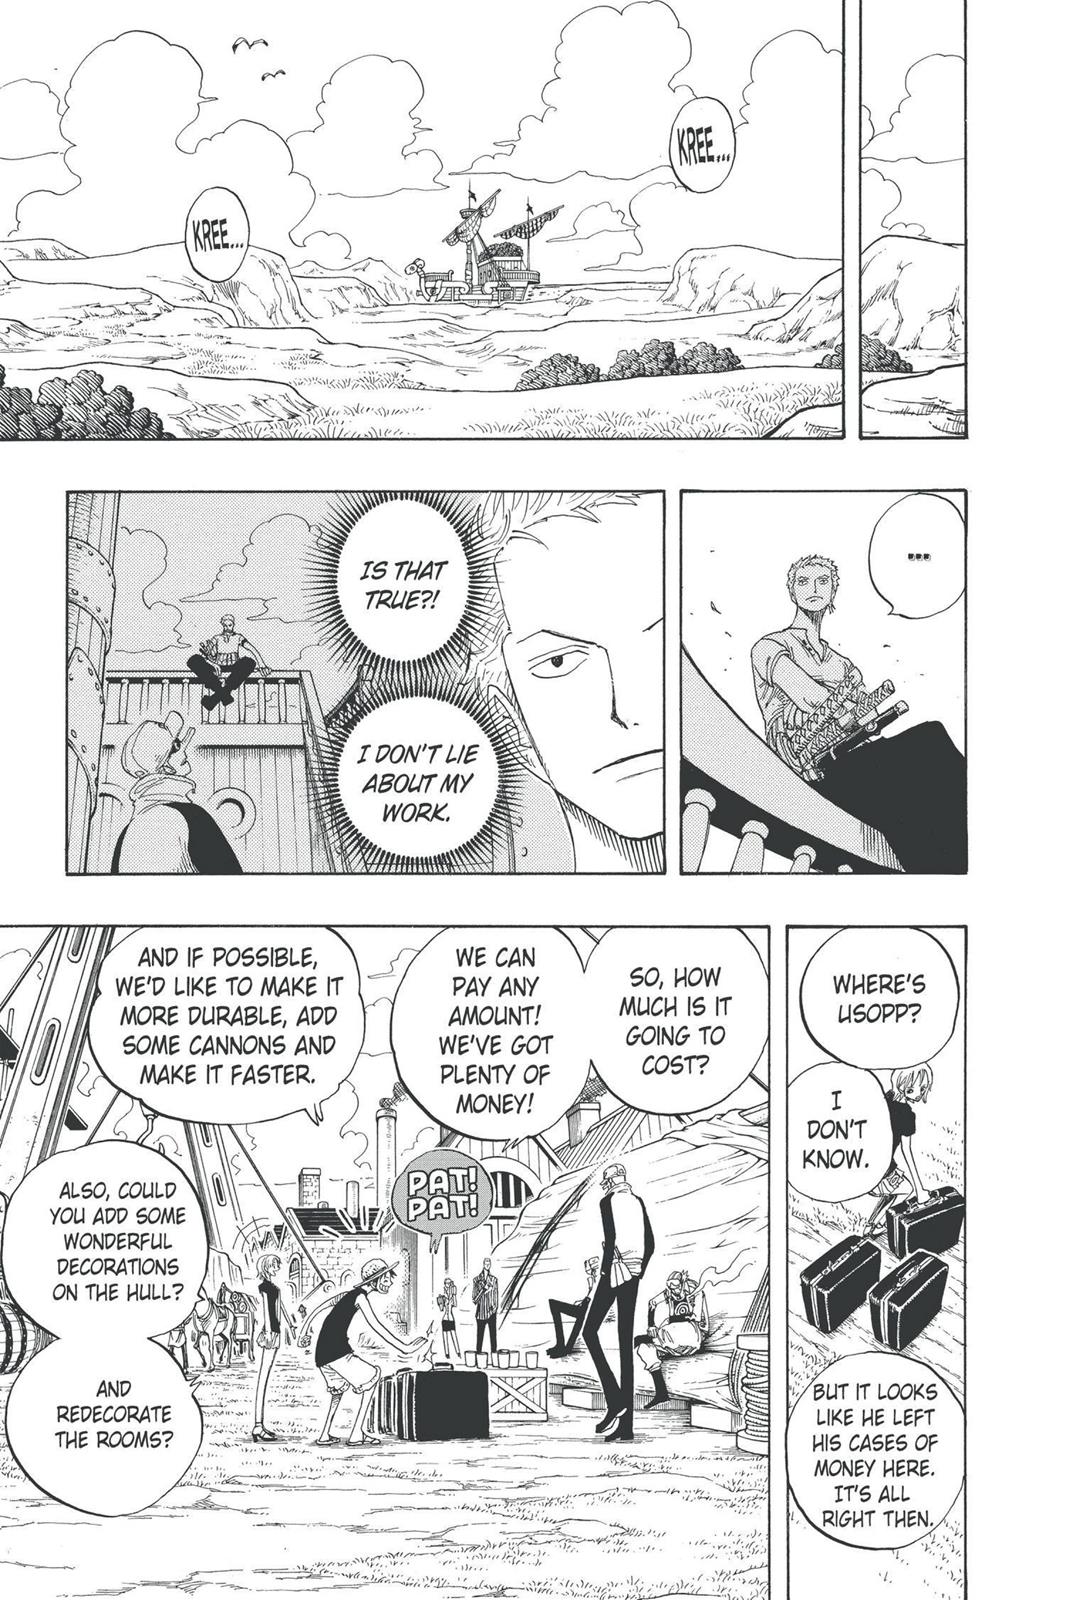 KREE...
KREE...
...
IS THAT
TRUE?!
I DON'T LIE
ABOUT MY
WORK.
WHERE'S
USOPP?
I
DON'T
KNOW.
BUT IT LOOKS
LIKE HE LEFT
HIS CASES OF
MONEY HERE.
IT'S ALL
RIGHT THEN.
SO, HOW
MUCH IS IT
GOING TO
COST?
WE CAN
PAY ANY
AMOUNT!
WE'VE GOT
PLENTY OF
MONEY!
PAT!
PAT!
AND IF POSSIBLE,
WE'D LIKE TO MAKE IT
MORE DURABLE, ADD
SOME CANNONS AND
MAKE IT FASTER.
ALSO, COULD
YOU ADD SOME
WONDERFUL
DECORATIONS
ON THE HULL?
AND
REDECORATE
THE ROOMS?